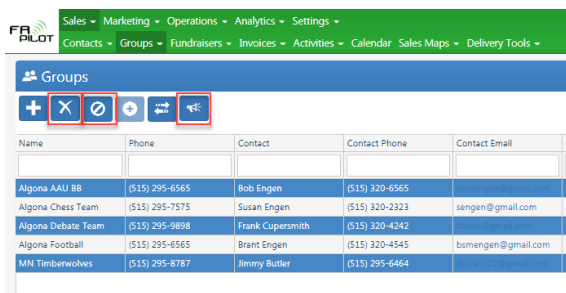 Sales Marketing Operations Analytics Settings
FA PILOT
Contacts Groups Fundraisers Invoices Activities Calendar Sales Maps Delivery Tools
Groups
Name Phone Contact Contact Phone Contact Email
Algona AAU BB (515) 295-6565 Bob Engen (515) 320-6565 bsmengen@gmail.com
Algona Chess Team (515) 295-7575 Susan Engen (515) 320-2323 sengen@gmail.com
Algona Debate Team (515) 295-9898 Frank Cupersmith (515) 320-4242
Algona Football (515) 295-6565 Brant Engen (515) 320-4545 bsmengen@gmail.com
MN Timberwolves (515) 295-8787 Jimmy Butler (515) 295-6464